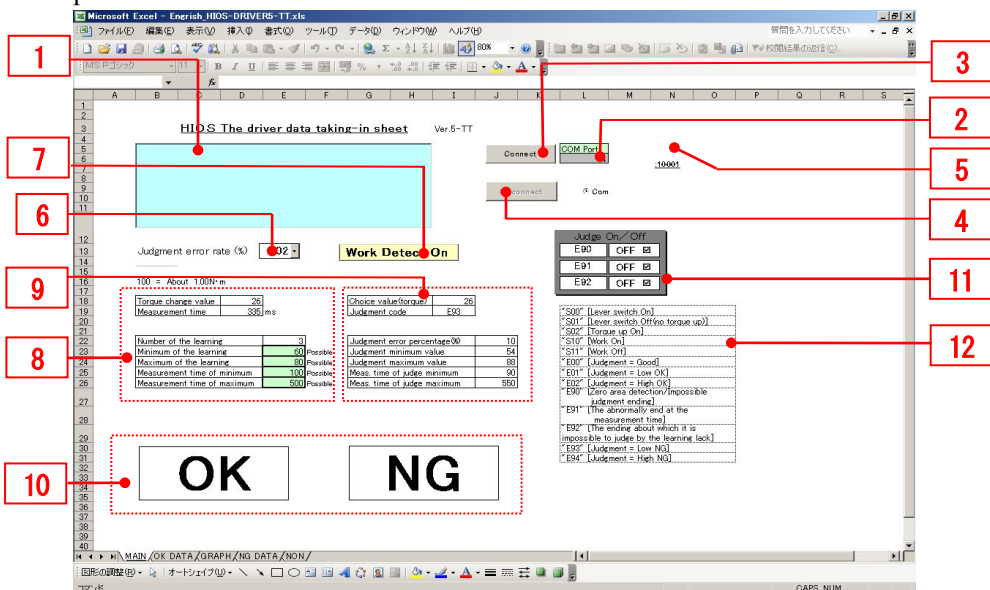 Microsoft Excel - Engrish_HIOS-DRIVER5-TT.xls
ファイル(F) 編集(E) 表示(V) 挿入(I) 書式(O) ツール(T) データ(D) ウィンドウ(W) ヘルプ(H)
質問を入力してください
80%
校閲結果の返信(C)...
MS Pゴシック 11 B I U
fx
A B C D E F G H I J K L M N O P Q R S
HIOS The driver data taking-in sheet Ver.5-TT
Connect
COM Port
:10001
Com
Judgment error rate (%)
02
Work Detec On
Judge On/Off
E90 OFF
E91 OFF
E92 OFF
100 = About 1.00N·m
Torque change value 26
Measurement time 335 ms
Choice value(torque) 26
Judgment code E93
Number of the learning 3
Minimum of the learning 60 Possible
Maximum of the learning 80 Possible
Measurement time of minimum 100 Possible
Measurement time of maximum 500 Possible
Judgment error percentage(%) 10
Judgment minimum value 54
Judgment maximum value 88
Meas. time of judge minimum 90
Meas. time of judge maximum 550
"S00" [Lever switch On]
"S01" [Lever switch Off(no torque up)]
"S02" [Torque up On]
"S10" [Work On]
"S11" [Work Off]
"E00" [Judgment = Good]
"E01" [Judgment = Low OK]
"E02" [Judgment = High OK]
"E90" [Zero area detection/Impossible
judgment ending]
"E91" [The abnormally end at the
measurement time]
"E92" [The ending about which it is
impossible to judge by the learning lack]
"E93" [Judgment = Low NG]
"E94" [Judgment = High NG]
OK NG
1
2
3
4
5
6
7
8
9
10
11
12
MAIN / OK DATA / GRAPH / NG DATA / NON /
図形の調整(R) オートシェイプ(U)
コマンド
CAPS NUM